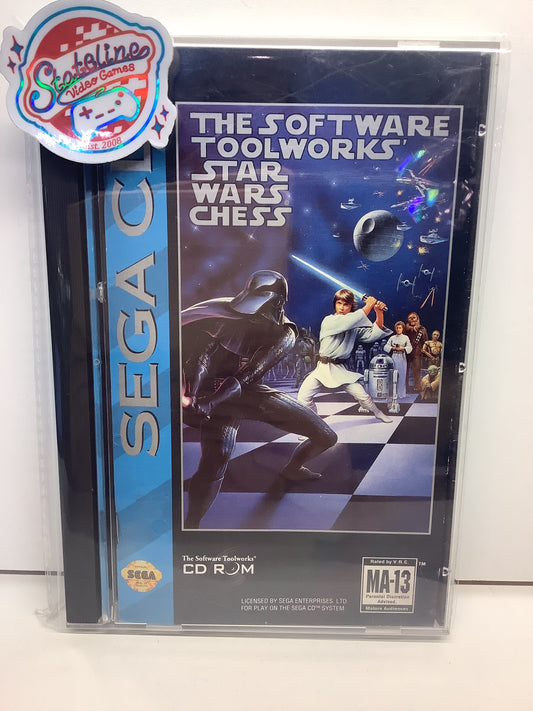 Stateline
Video Games
Est. 2008
THE SOFTWARE
TOOLWORKS'
STAR
WARS
CHESS
SEGA CD
The Software Toolworks®
CD ROM
SEGA
LICENSED BY SEGA ENTERPRISES, LTD.
FOR PLAY ON THE SEGA CD™ SYSTEM
Rated by V.R.C. ™
MA-13
Parental Discretion
Advised.
Mature Audiences